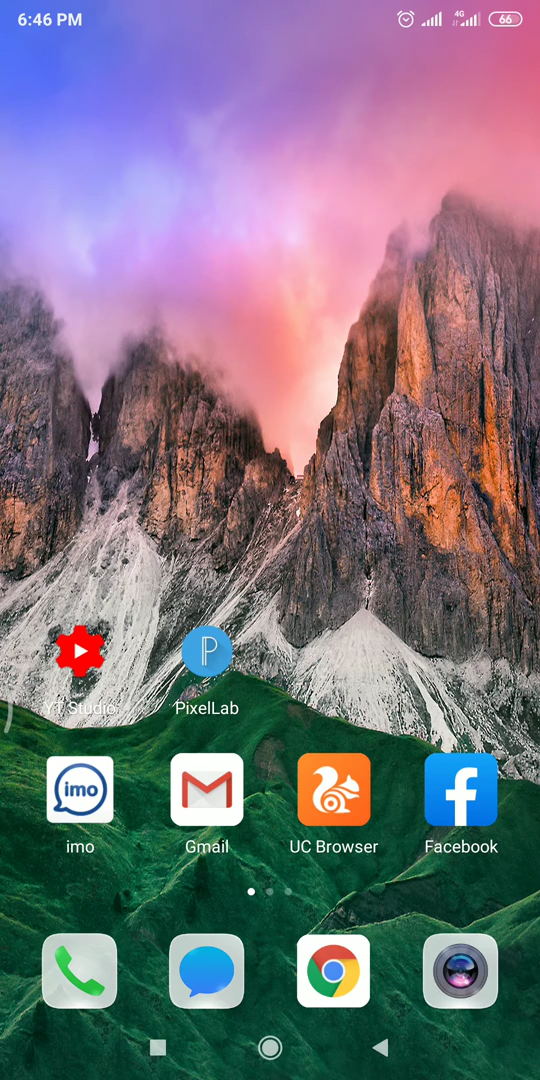 6:46 PM
4G
66
YT Studio
PixelLab
imo
imo
Gmail
UC Browser
Facebook